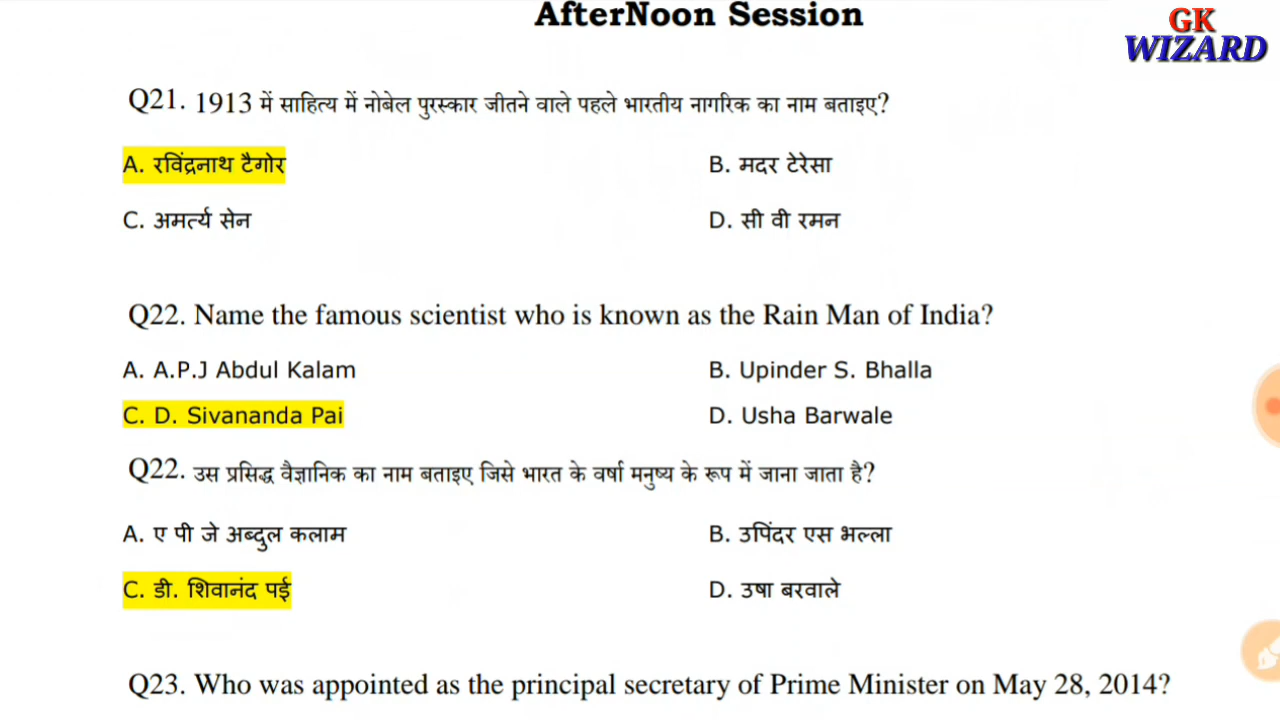 AfterNoon Session
GK
WIZARD
Q21. 1913 में साहित्य में नोबेल पुरस्कार जीतने वाले पहले भारतीय नागरिक का नाम बताइए?
A. रविंद्रनाथ टैगोर B. मदर टेरेसा
C. अमर्त्य सेन D. सी वी रमन
Q22. Name the famous scientist who is known as the Rain Man of India?
A. A.P.J Abdul Kalam B. Upinder S. Bhalla
C. D. Sivananda Pai D. Usha Barwale
Q22. उस प्रसिद्ध वैज्ञानिक का नाम बताइए जिसे भारत के वर्षा मनुष्य के रूप में जाना जाता है?
A. ए पी जे अब्दुल कलाम B. उपिंदर एस भल्ला
C. डी. शिवानंद पई D. उषा बरवाले
Q23. Who was appointed as the principal secretary of Prime Minister on May 28, 2014?